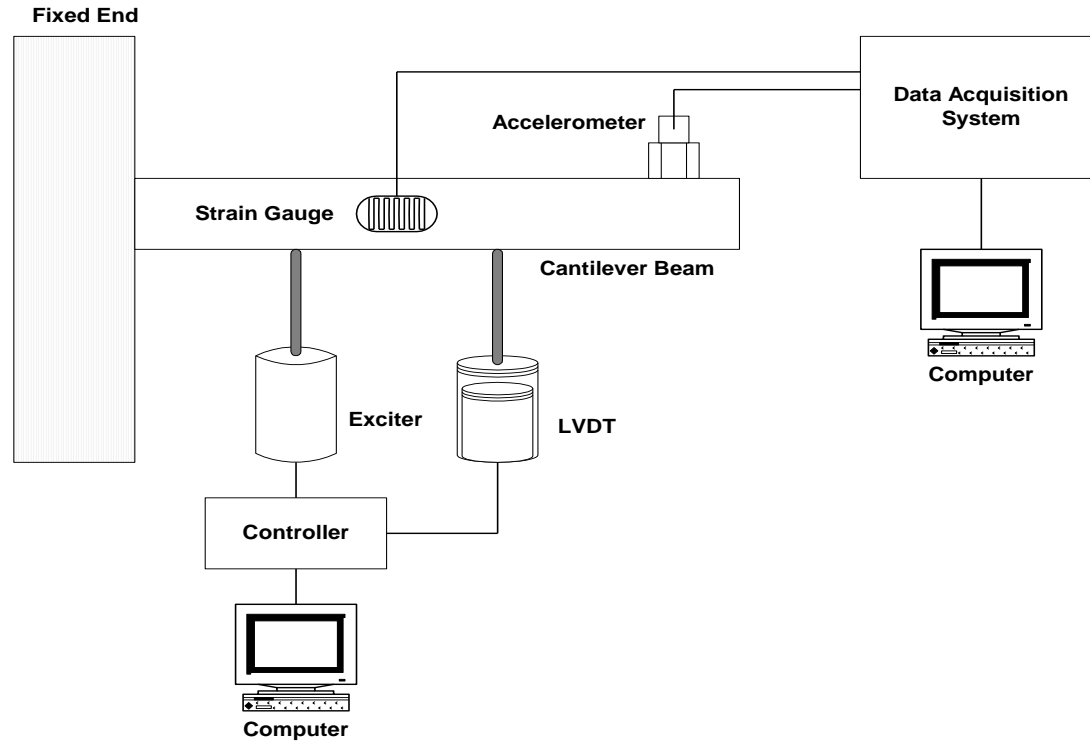 Fixed End
Data Acquisition
System
Accelerometer
Strain Gauge
Cantilever Beam
Computer
Exciter
LVDT
Controller
Computer